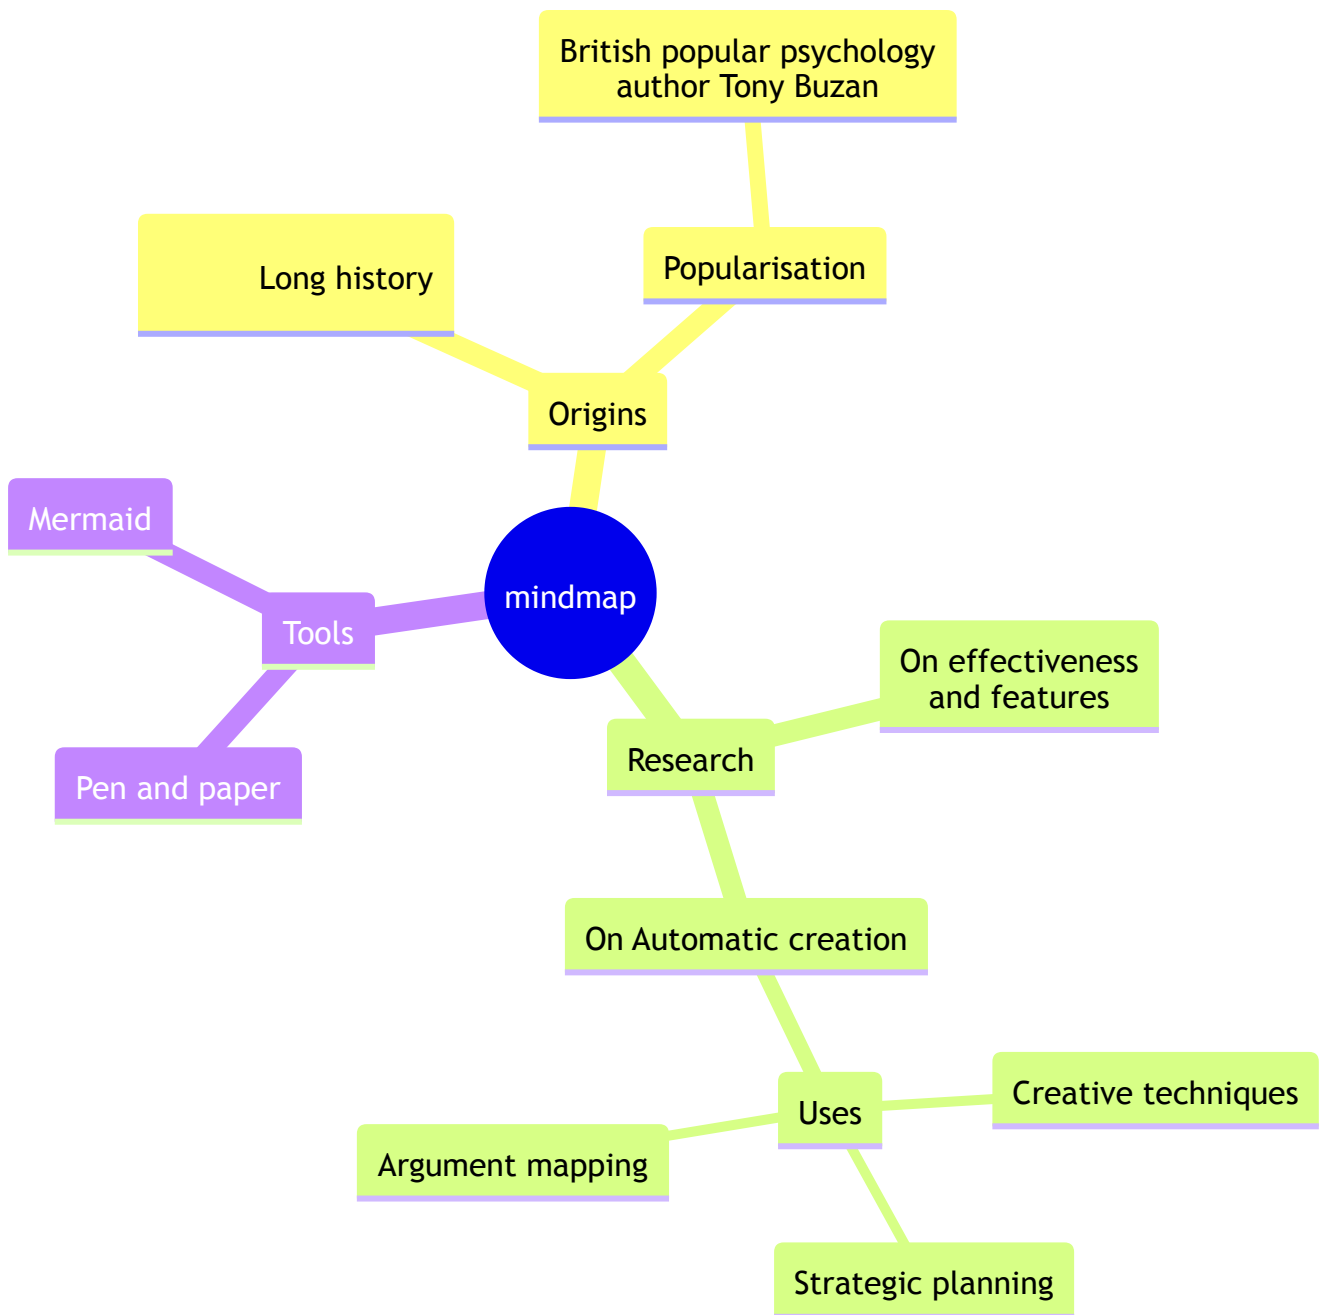 British popular psychology
author Tony Buzan
Long history
Popularisation
Origins
Mermaid
mindmap
Tools
On effectiveness
and features
Research
Pen and paper
On Automatic creation
Creative techniques
Uses
Argument mapping
Strategic planning